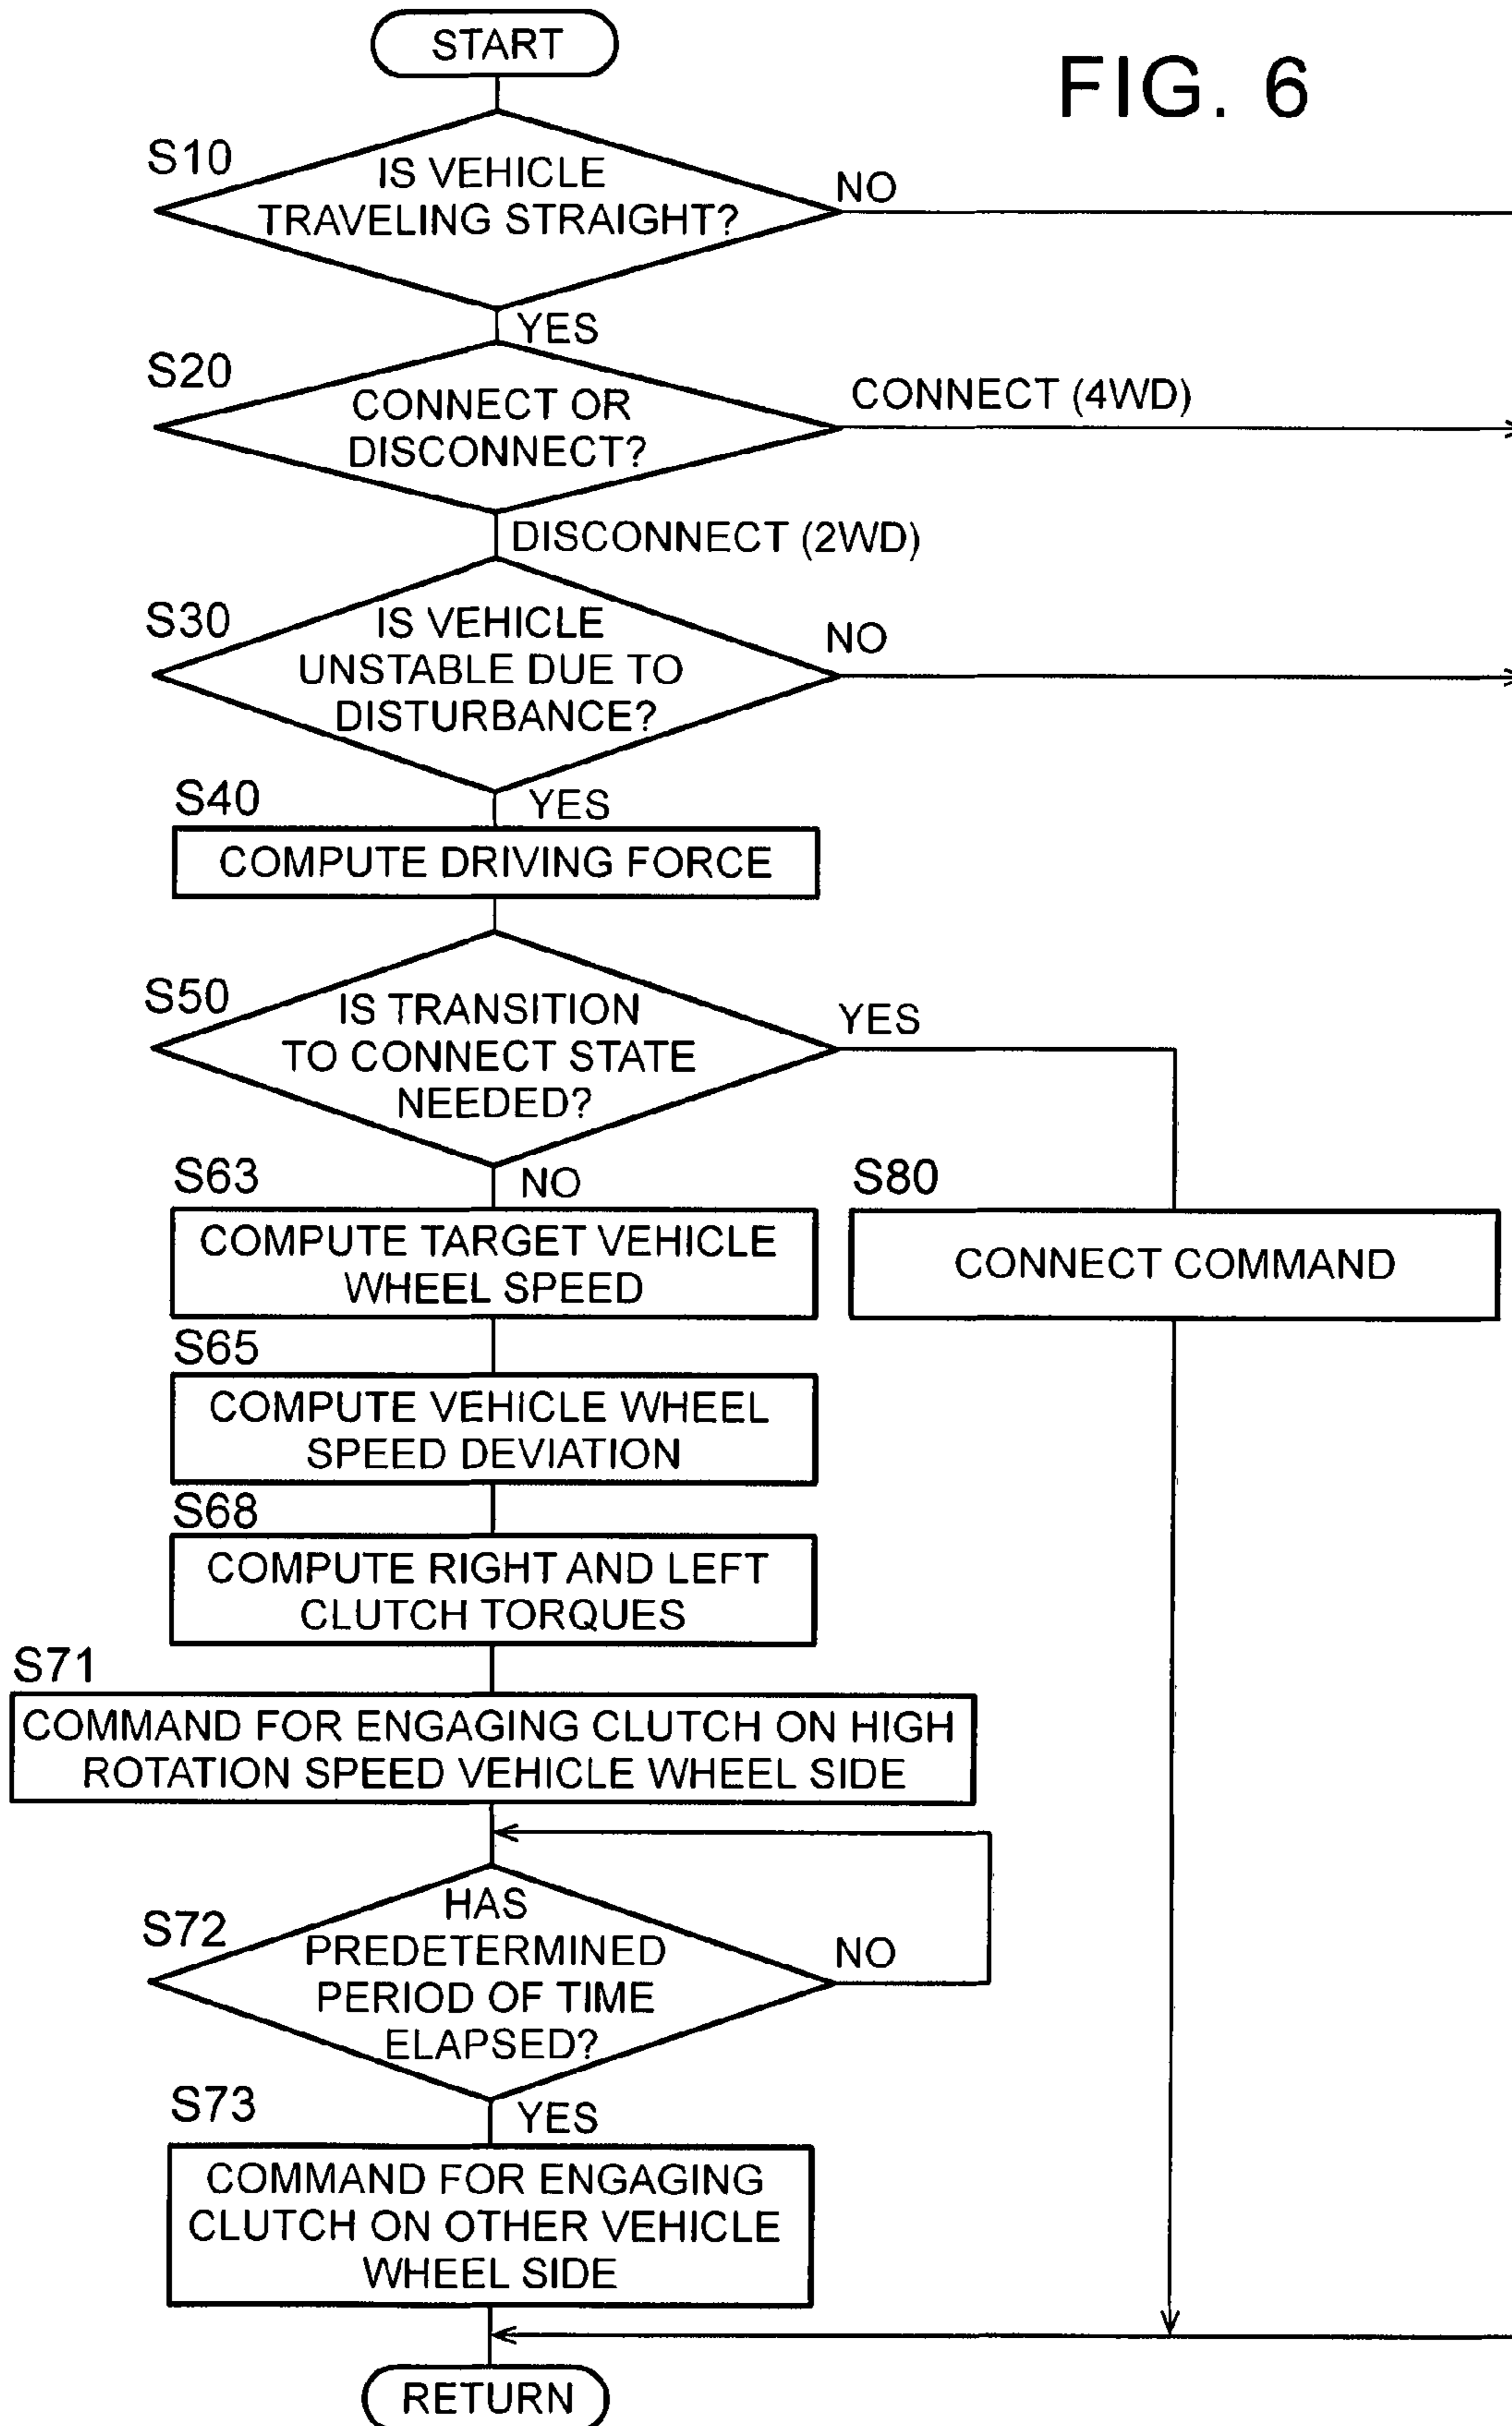 START
FIG. 6
S10
IS VEHICLE
TRAVELING STRAIGHT?
NO
YES
S20
CONNECT OR
DISCONNECT?
CONNECT (4WD)
DISCONNECT (2WD)
S30
IS VEHICLE
UNSTABLE DUE TO
DISTURBANCE?
NO
YES
S40
COMPUTE DRIVING FORCE
S50
IS TRANSITION
TO CONNECT STATE
NEEDED?
YES
NO
S63
COMPUTE TARGET VEHICLE
WHEEL SPEED
S80
CONNECT COMMAND
S65
COMPUTE VEHICLE WHEEL
SPEED DEVIATION
S68
COMPUTE RIGHT AND LEFT
CLUTCH TORQUES
S71
COMMAND FOR ENGAGING CLUTCH ON HIGH
ROTATION SPEED VEHICLE WHEEL SIDE
S72
HAS
PREDETERMINED
PERIOD OF TIME
ELAPSED?
NO
YES
S73
COMMAND FOR ENGAGING
CLUTCH ON OTHER VEHICLE
WHEEL SIDE
RETURN